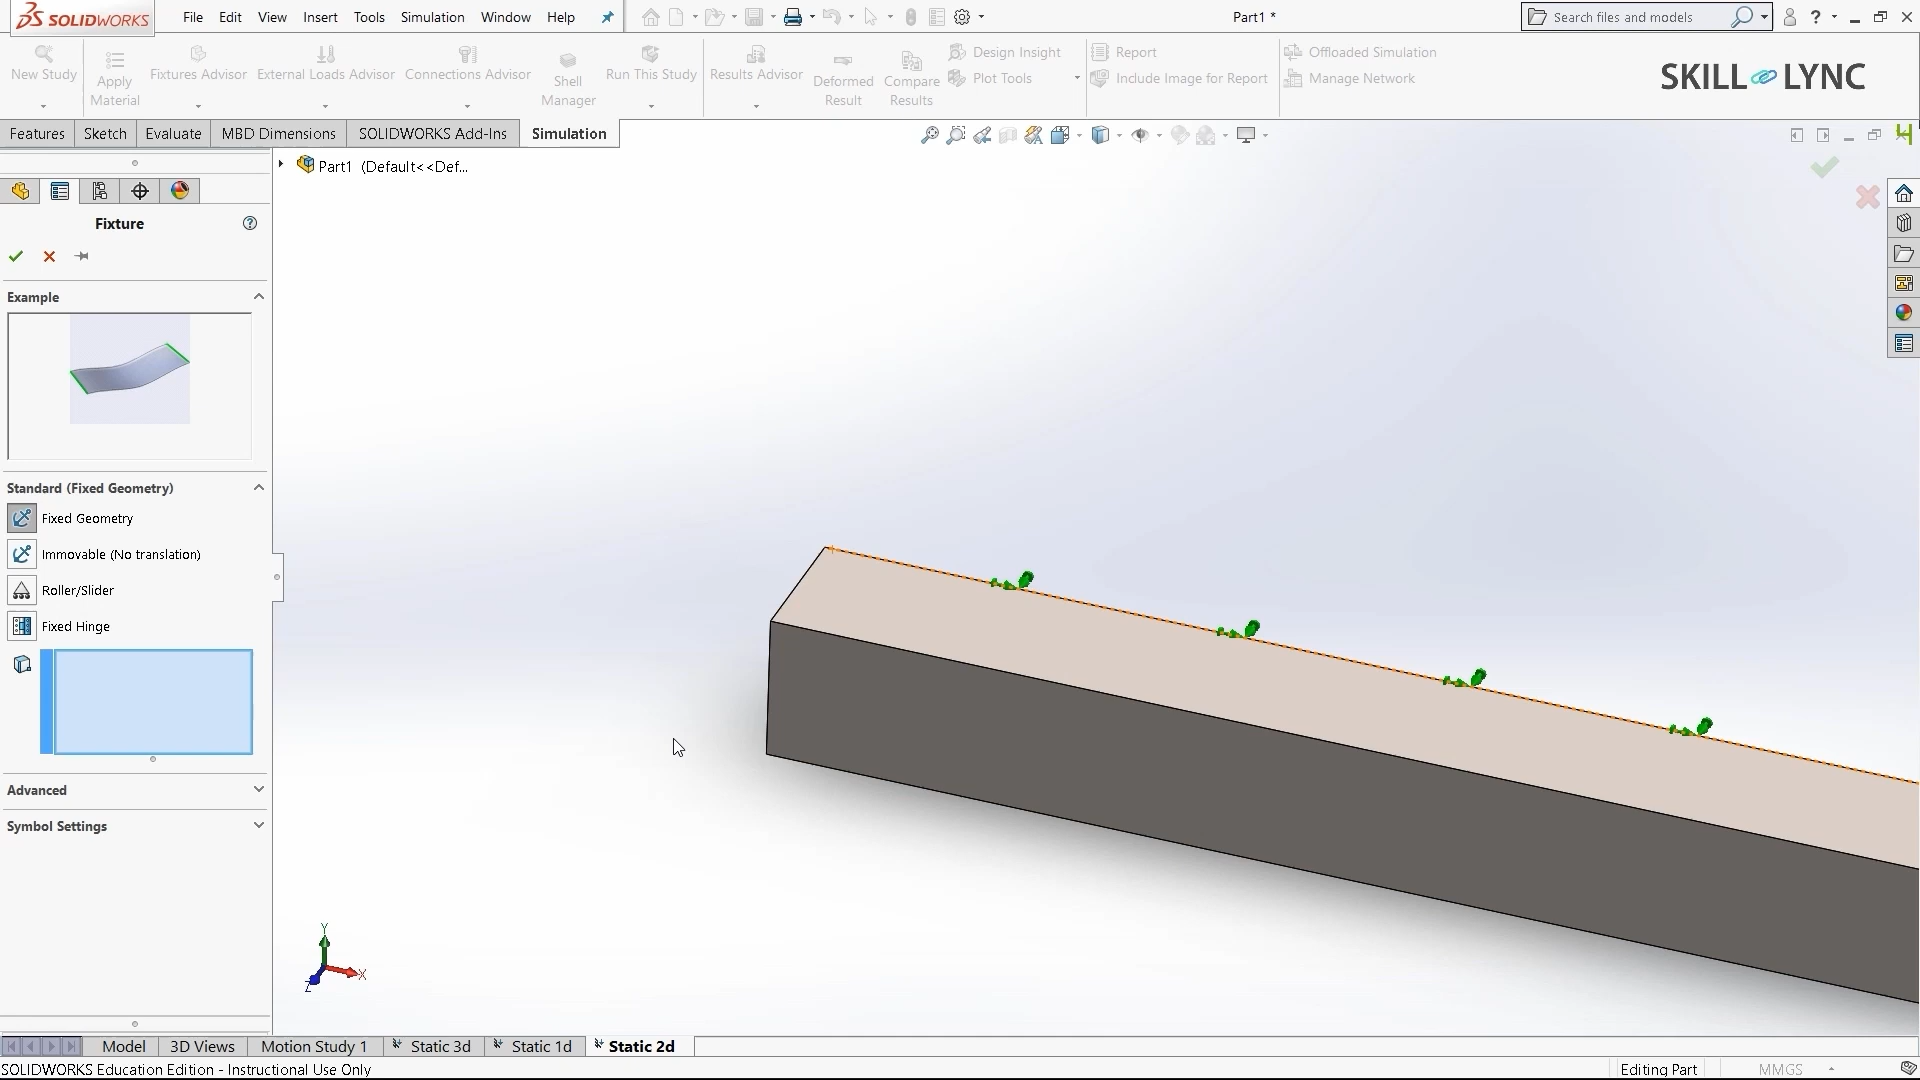 SOLIDWORKS File Edit View Insert Tools Simulation Window Help Part1 * Search files and models ?
New Study Apply Material Fixtures Advisor External Loads Advisor Connections Advisor Shell Manager Run This Study Results Advisor Deformed Result Compare Results Design Insight Plot Tools Report Include Image for Report Offloaded Simulation Manage Network SKILL LYNC
Features Sketch Evaluate MBD Dimensions SOLIDWORKS Add-Ins Simulation
Part1 (Default<<Def...
Fixture
Example
Standard (Fixed Geometry)
Fixed Geometry
Immovable (No translation)
Roller/Slider
Fixed Hinge
Advanced
Symbol Settings
Y
X
Z
Model 3D Views Motion Study 1 Static 3d Static 1d Static 2d
SOLIDWORKS Education Edition - Instructional Use Only Editing Part MMGS